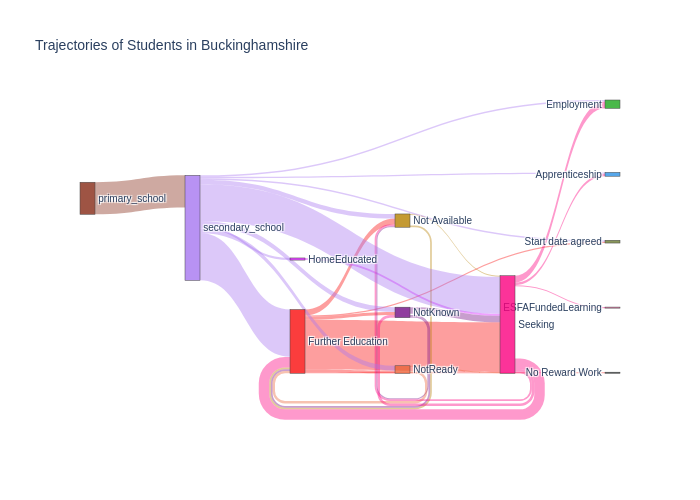 Trajectories of Students in Buckinghamshire
Employment
Apprenticeship
primary_school
secondary_school
Not Available
Start date agreed
HomeEducated
ESFAFundedLearning
NotKnown
Seeking
Further Education
NotReady
No Reward Work